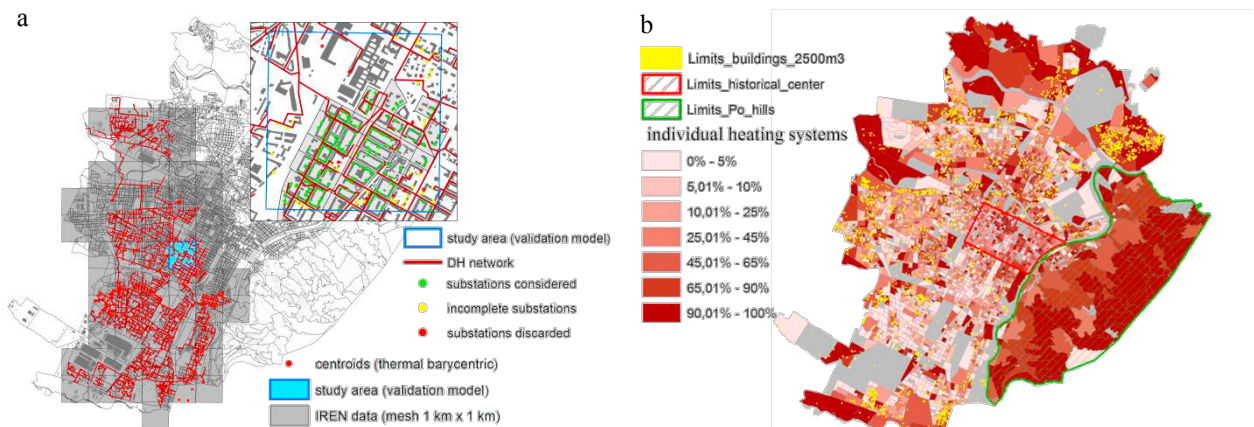 a
study area (validation model)
DH network
substations considered
incomplete substations
substations discarded
centroids (thermal barycentric)
study area (validation model)
IREN data (mesh 1 km x 1 km)
b
Limits_buildings_2500m3
Limits_historical_center
Limits_Po_hills
individual heating systems
0% - 5%
5,01% - 10%
10,01% - 25%
25,01% - 45%
45,01% - 65%
65,01% - 90%
90,01% - 100%